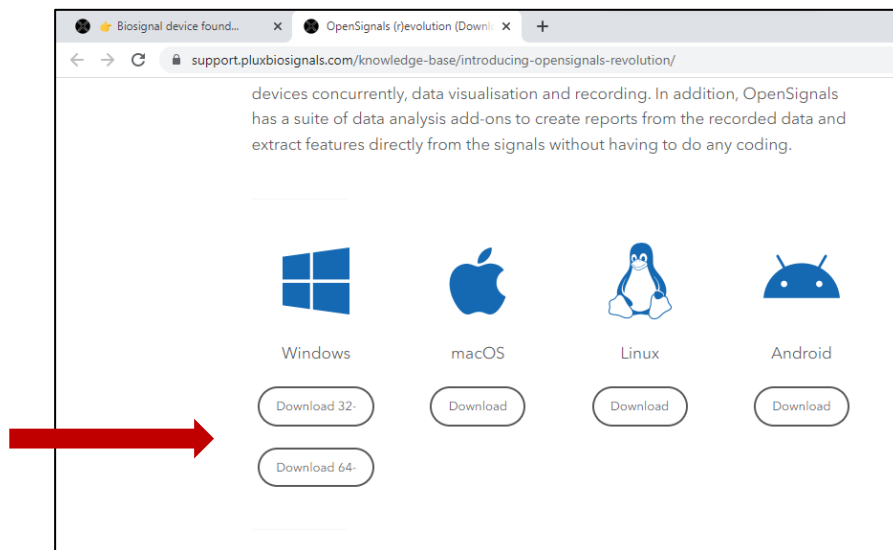 👉 Biosignal device found...
OpenSignals (r)evolution (Downl
support.pluxbiosignals.com/knowledge-base/introducing-opensignals-revolution/
devices concurrently, data visualisation and recording. In addition, OpenSignals
has a suite of data analysis add-ons to create reports from the recorded data and
extract features directly from the signals without having to do any coding.
Windows
macOS
Linux
Android
Download 32-
Download
Download
Download
Download 64-